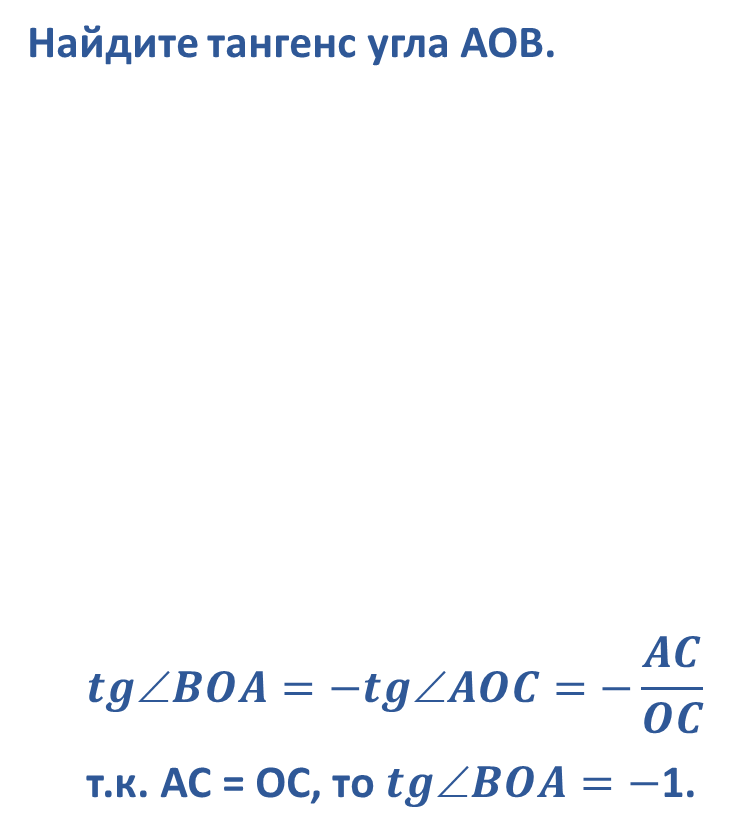 Найдите тангенс угла АОВ.
tg∠BOA = −tg∠AOC = − AC/OC
т.к. АС = ОС, то tg∠BOA = −1.